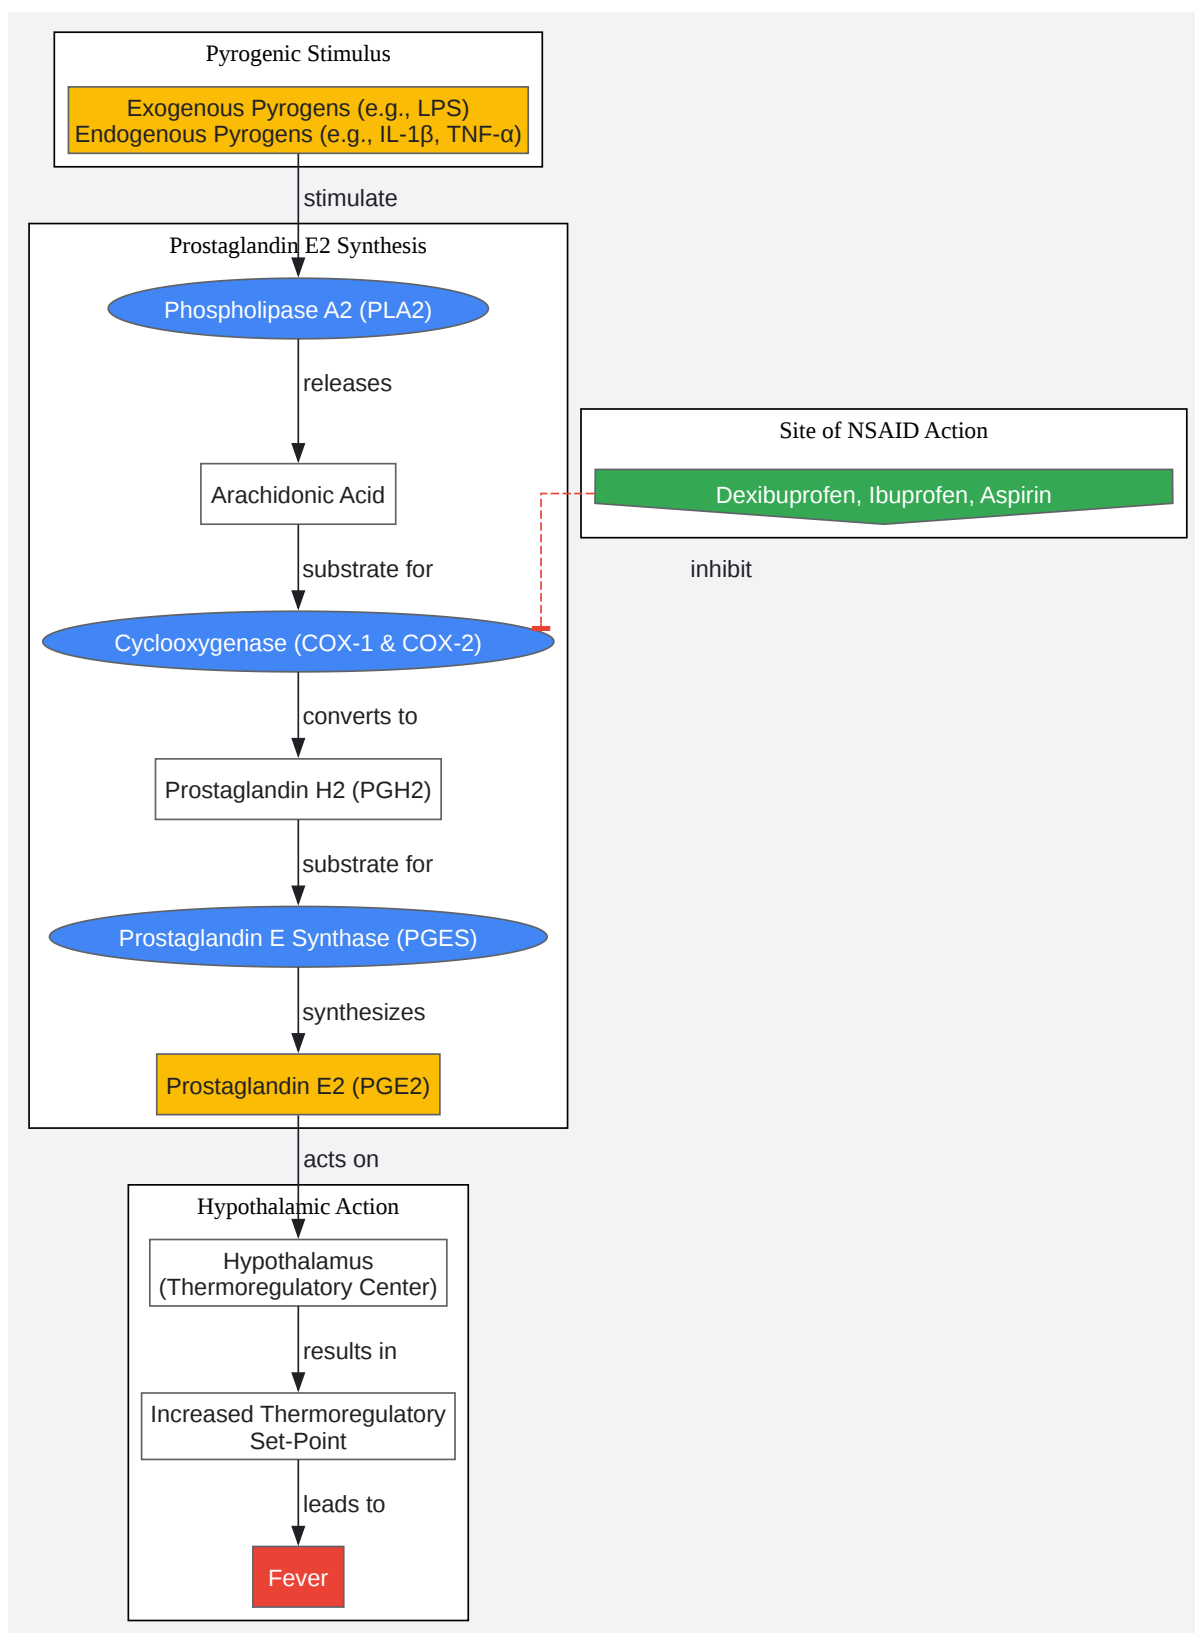 Pyrogenic Stimulus
Exogenous Pyrogens (e.g., LPS)
Endogenous Pyrogens (e.g., IL-1β, TNF-α)
stimulate
Prostaglandin E2 Synthesis
Phospholipase A2 (PLA2)
releases
Site of NSAID Action
Arachidonic Acid
Dexibuprofen, Ibuprofen, Aspirin
substrate for
inhibit
Cyclooxygenase (COX-1 & COX-2)
converts to
Prostaglandin H2 (PGH2)
substrate for
Prostaglandin E Synthase (PGES)
synthesizes
Prostaglandin E2 (PGE2)
acts on
Hypothalamic Action
Hypothalamus
(Thermoregulatory Center)
results in
Increased Thermoregulatory
Set-Point
leads to
Fever